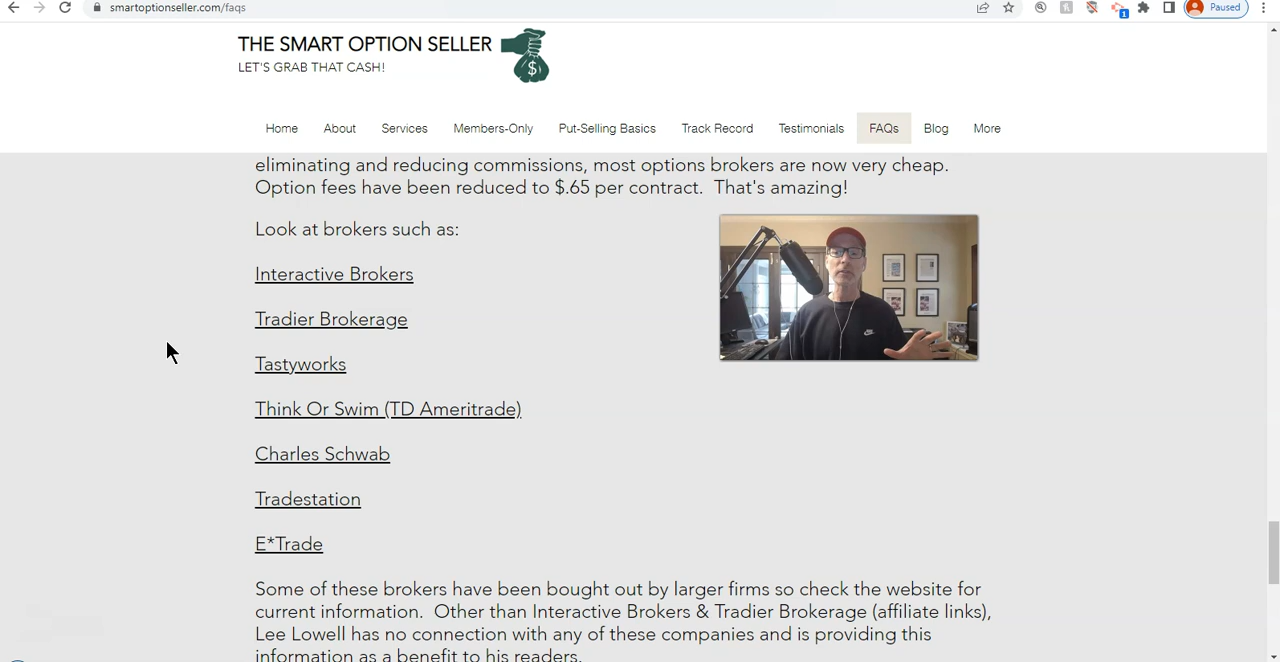 smartoptionseller.com/faqs
1
Paused
THE SMART OPTION SELLER
LET'S GRAB THAT CASH!
$
Home About Services Members-Only Put-Selling Basics Track Record Testimonials FAQs Blog More
eliminating and reducing commissions, most options brokers are now very cheap.
Option fees have been reduced to $.65 per contract. That's amazing!
Look at brokers such as:
Interactive Brokers
Tradier Brokerage
Tastyworks
Think Or Swim (TD Ameritrade)
Charles Schwab
Tradestation
E*Trade
Some of these brokers have been bought out by larger firms so check the website for
current information. Other than Interactive Brokers & Tradier Brokerage (affiliate links),
Lee Lowell has no connection with any of these companies and is providing this
information as a benefit to his readers.